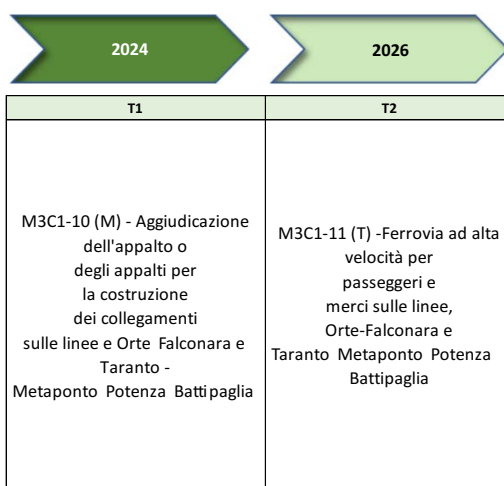 2024
2026
T1
T2
M3C1-10 (M) - Aggiudicazione
dell'appalto o
degli appalti per
la costruzione
dei collegamenti
sulle linee e Orte Falconara e
Taranto -
Metaponto Potenza Battipaglia
M3C1-11 (T) -Ferrovia ad alta
velocità per
passeggeri e
merci sulle linee,
Orte-Falconara e
Taranto Metaponto Potenza
Battipaglia